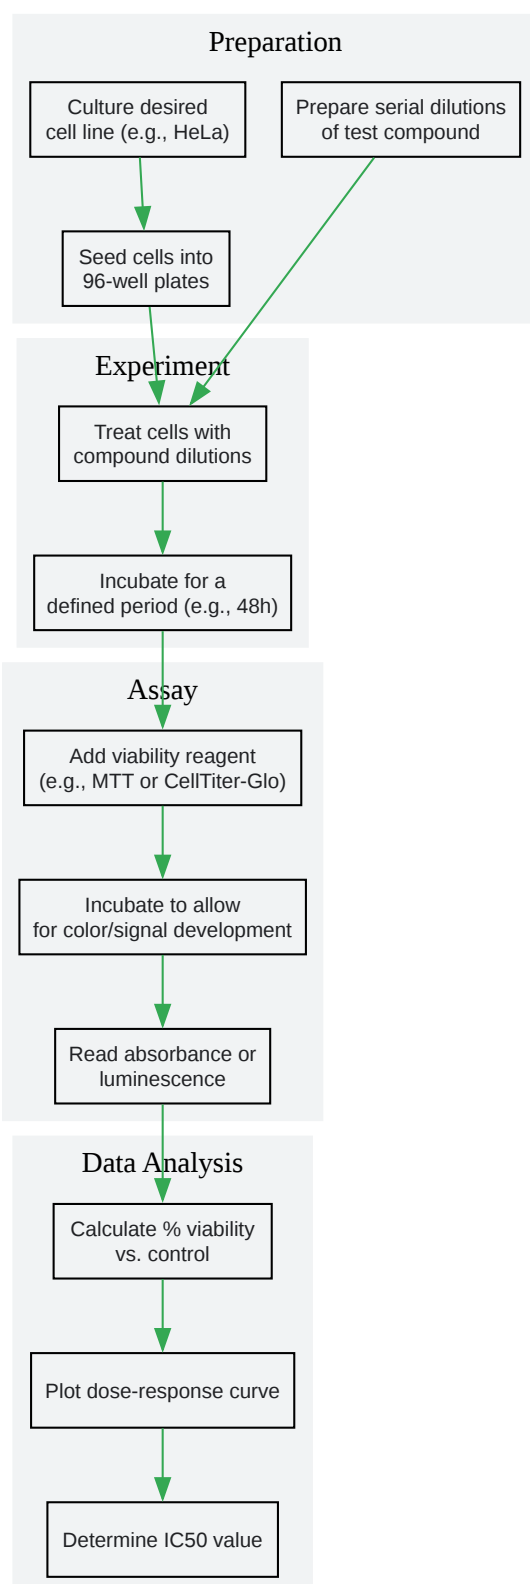 Preparation
Culture desired
cell line (e.g., HeLa)
Prepare serial dilutions
of test compound
Seed cells into
96-well plates
Experiment
Treat cells with
compound dilutions
Incubate for a
defined period (e.g., 48h)
Assay
Add viability reagent
(e.g., MTT or CellTiter-Glo)
Incubate to allow
for color/signal development
Read absorbance or
luminescence
Data Analysis
Calculate % viability
vs. control
Plot dose-response curve
Determine IC50 value